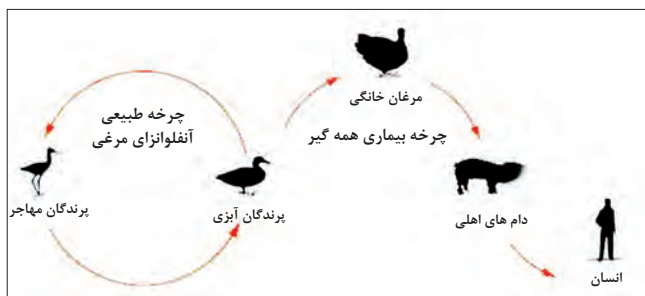 مرغان خانگی
چرخه طبیعی
آنفلوانزای مرغی
چرخه بیماری همه گیر
پرندگان مهاجر
پرندگان آبزی
دام های اهلی
انسان